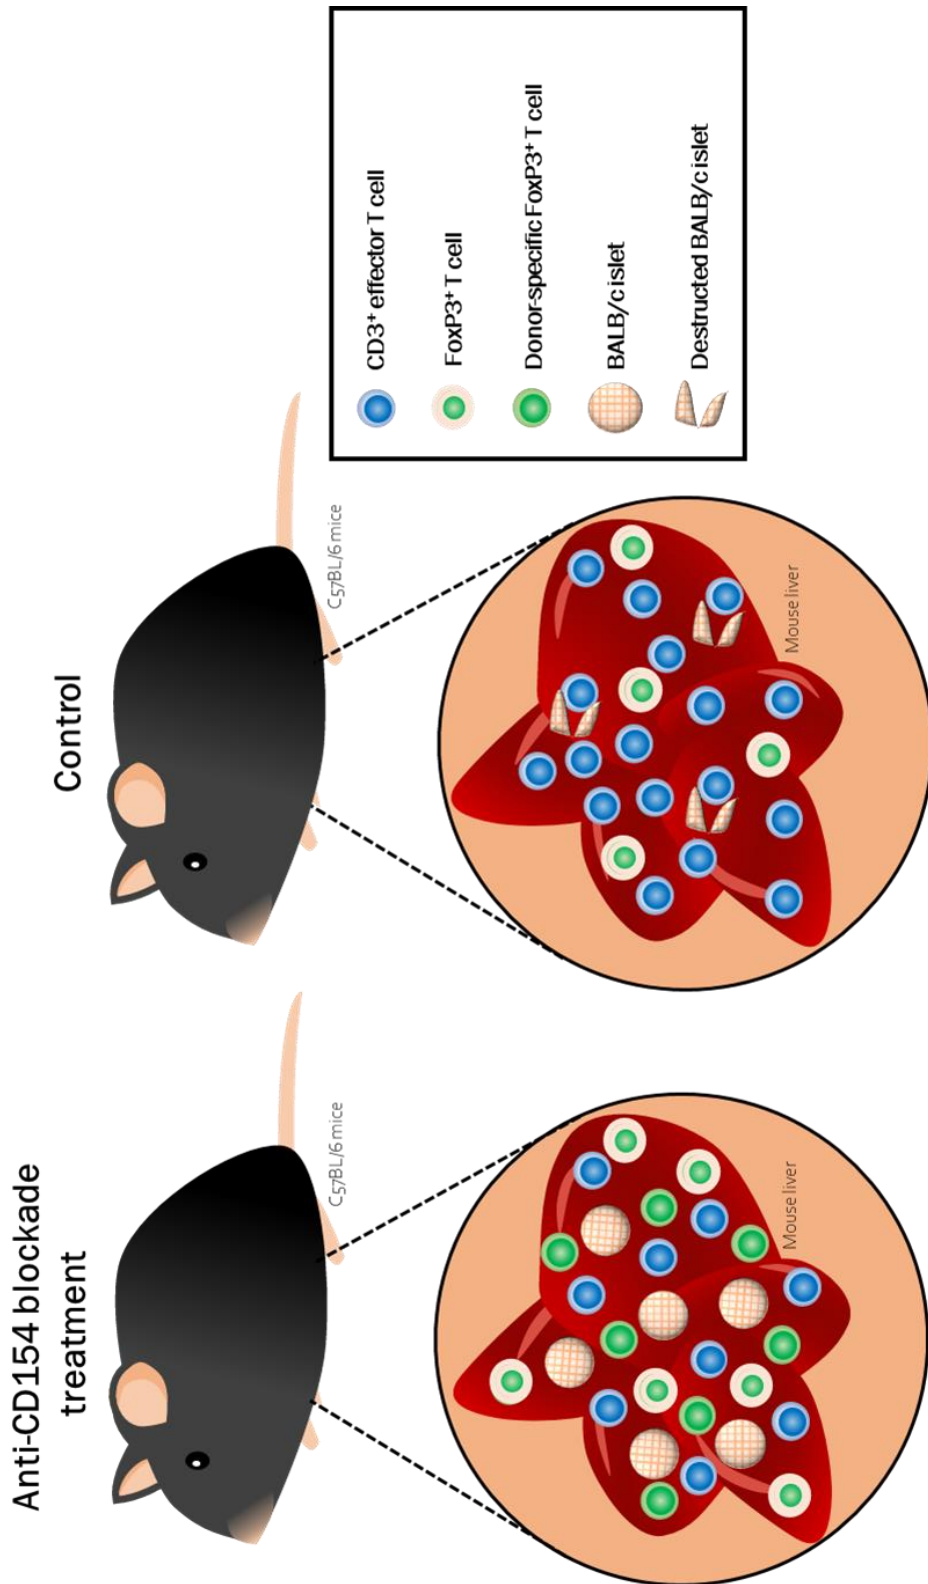 Anti-CD154 blockade
treatment
Control
C57BL/6 mice
C57BL/6 mice
Mouse liver
Mouse liver
CD3⁺ effector T cell
FoxP3⁺ T cell
Donor-specific FoxP3⁺ T cell
BALB/c islet
Destructed BALB/c islet